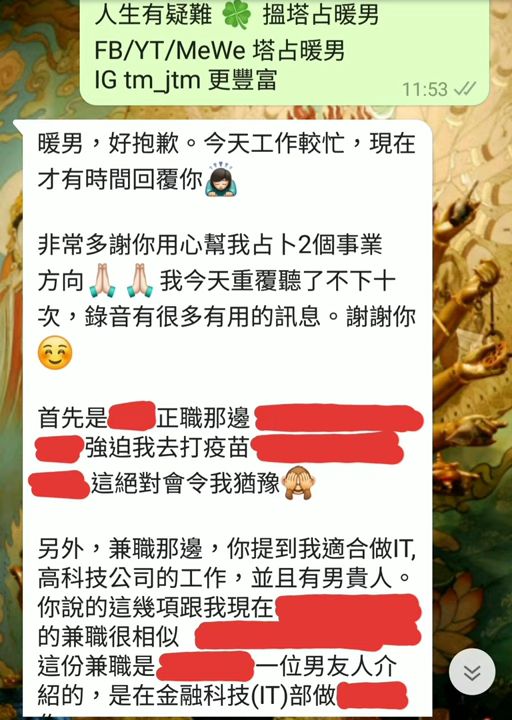 人生有疑難 🍀 搵塔占暖男
FB/YT/MeWe 塔占暖男
IG tm_jtm 更豐富
11:53
暖男，好抱歉。今天工作較忙，現在
才有時間回覆你🙇
非常多謝你用心幫我占卜2個事業
方向🙏🙏我今天重覆聽了不下十
次，錄音有很多有用的訊息。謝謝你
☺️
首先是 正職那邊
強迫我去打疫苗
這絕對會令我猶豫🙈
另外，兼職那邊，你提到我適合做IT,
高科技公司的工作，並且有男貴人。
你說的這幾項跟我現在
的兼職很相似
這份兼職是 一位男友人介
紹的，是在金融科技(IT)部做